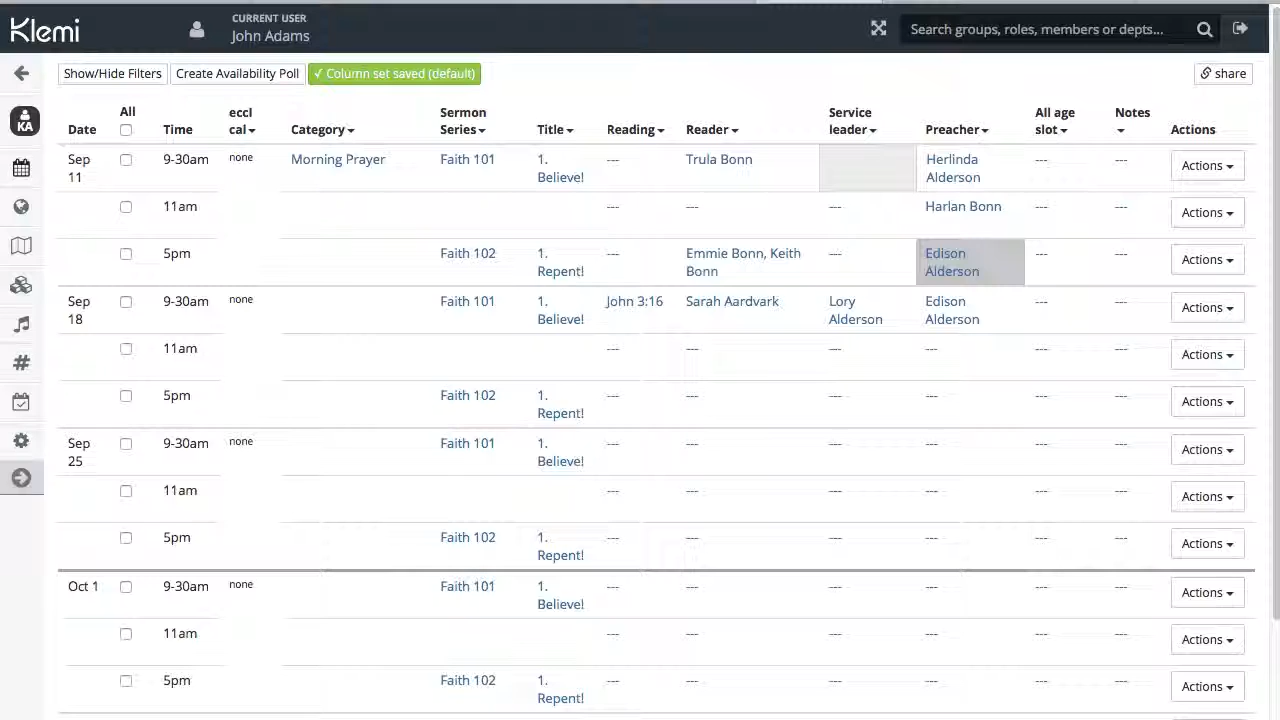 Klemi
CURRENT USER
John Adams
Search groups, roles, members or depts...
Show/Hide Filters
Create Availability Poll
✓ Column set saved (default)
share
KA
Date All Time eccl cal Category Sermon Series Title Reading Reader Service leader Preacher All age slot Notes Actions
Sep 11 9-30am none Morning Prayer Faith 101 1. Believe! --- Trula Bonn Herlinda Alderson --- --- Actions
11am --- --- --- Harlan Bonn --- --- Actions
5pm Faith 102 1. Repent! --- Emmie Bonn, Keith Bonn --- Edison Alderson --- --- Actions
Sep 18 9-30am none Faith 101 1. Believe! John 3:16 Sarah Aardvark Lory Alderson Edison Alderson --- --- Actions
11am --- --- --- --- --- --- Actions
5pm Faith 102 1. Repent! --- --- --- --- --- --- Actions
Sep 25 9-30am none Faith 101 1. Believe! --- --- --- --- --- --- Actions
11am --- --- --- --- --- --- Actions
5pm Faith 102 1. Repent! --- --- --- --- --- --- Actions
Oct 1 9-30am none Faith 101 1. Believe! --- --- --- --- --- --- Actions
11am --- --- --- --- --- --- Actions
5pm Faith 102 1. Repent! --- --- --- --- --- --- Actions